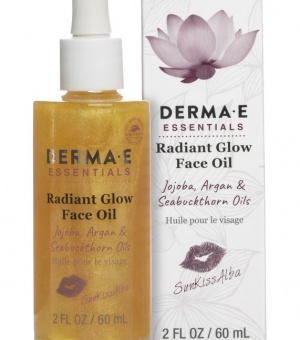 DERMA·E
ESSENTIALS
Radiant Glow
Face Oil
Jojoba, Argan &
Seabuckthorn Oils
Huile pour le visage
SunKissAlba
2 FL OZ / 60 mL
DERMA·E
ESSENTIALS
Radiant Glow
Face Oil
Jojoba, Argan &
Seabuckthorn Oils
Huile pour le visage
SunKissAlba
2 FL OZ / 60 mL